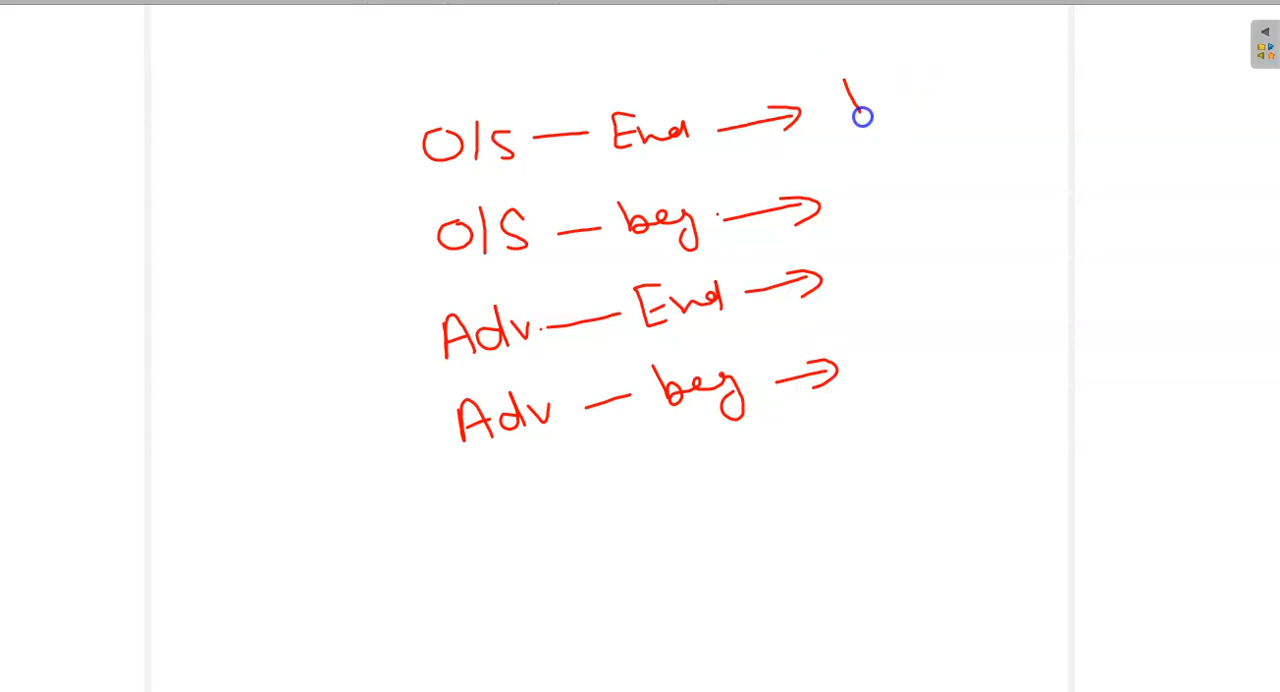 O/S — End →
O/S — beg →
Adv. — End →
Adv — beg →